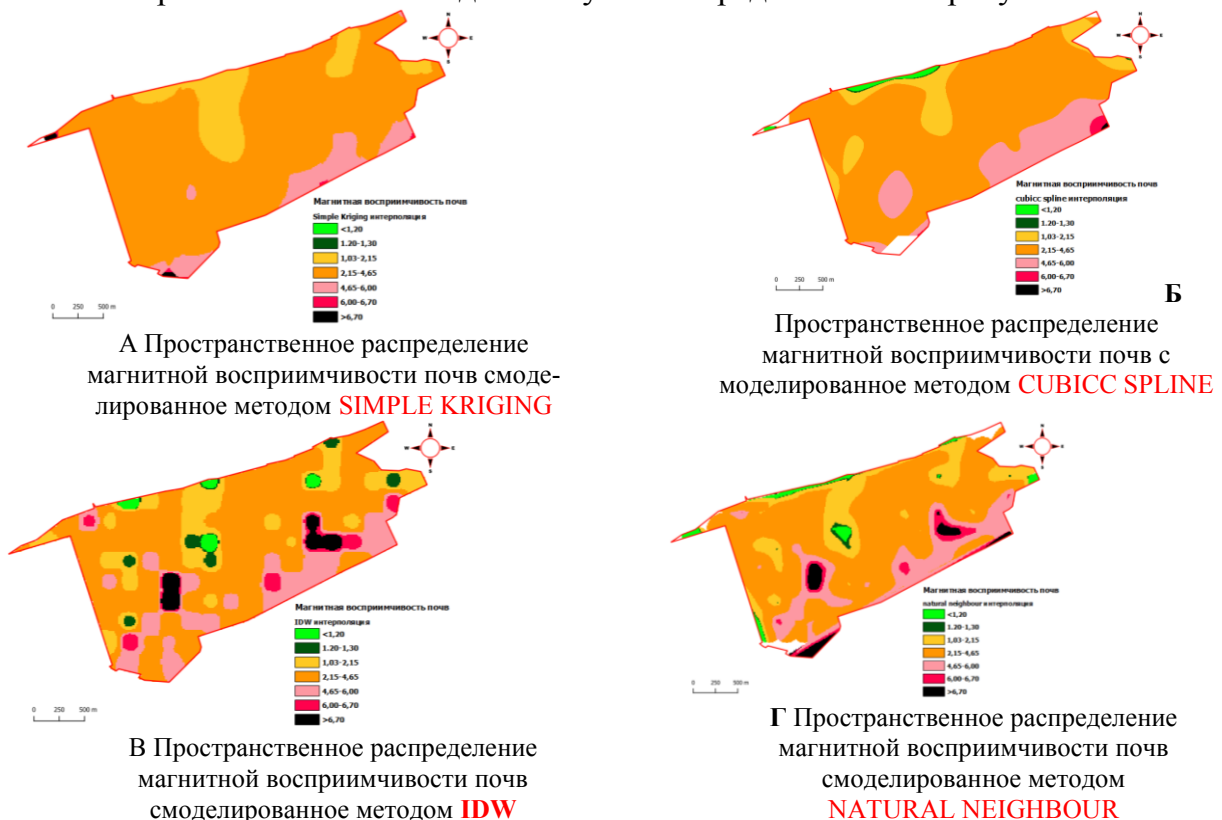 N
W E
S
Магнитная восприимчивость почв
Simple Kriging интерполяция
<1,20
1.20-1,30
1,03-2,15
2,15-4,65
4,65-6,00
6,00-6,70
>6,70
0 250 500 m
А Пространственное распределение
магнитной восприимчивости почв смоде-
лированное методом SIMPLE KRIGING
N
W E
S
Магнитная восприимчивость почв
cubicc spline интерполяция
<1,20
1.20-1,30
1,03-2,15
2,15-4,65
4,65-6,00
6,00-6,70
>6,70
0 250 500 m
Б
Пространственное распределение
магнитной восприимчивости почв с
моделированное методом CUBICC SPLINE
N
W E
S
Магнитная восприимчивость почв
IDW интерполяция
<1,20
1.20-1,30
1,03-2,15
2,15-4,65
4,65-6,00
6,00-6,70
>6,70
0 250 500 m
В Пространственное распределение
магнитной восприимчивости почв
смоделированное методом IDW
N
W E
S
Магнитная восприимчивость почв
natural neighbour интерполяция
<1,20
1.20-1,30
1,03-2,15
2,15-4,65
4,65-6,00
6,00-6,70
>6,70
0 250 500 m
Г Пространственное распределение
магнитной восприимчивости почв
смоделированное методом
NATURAL NEIGHBOUR